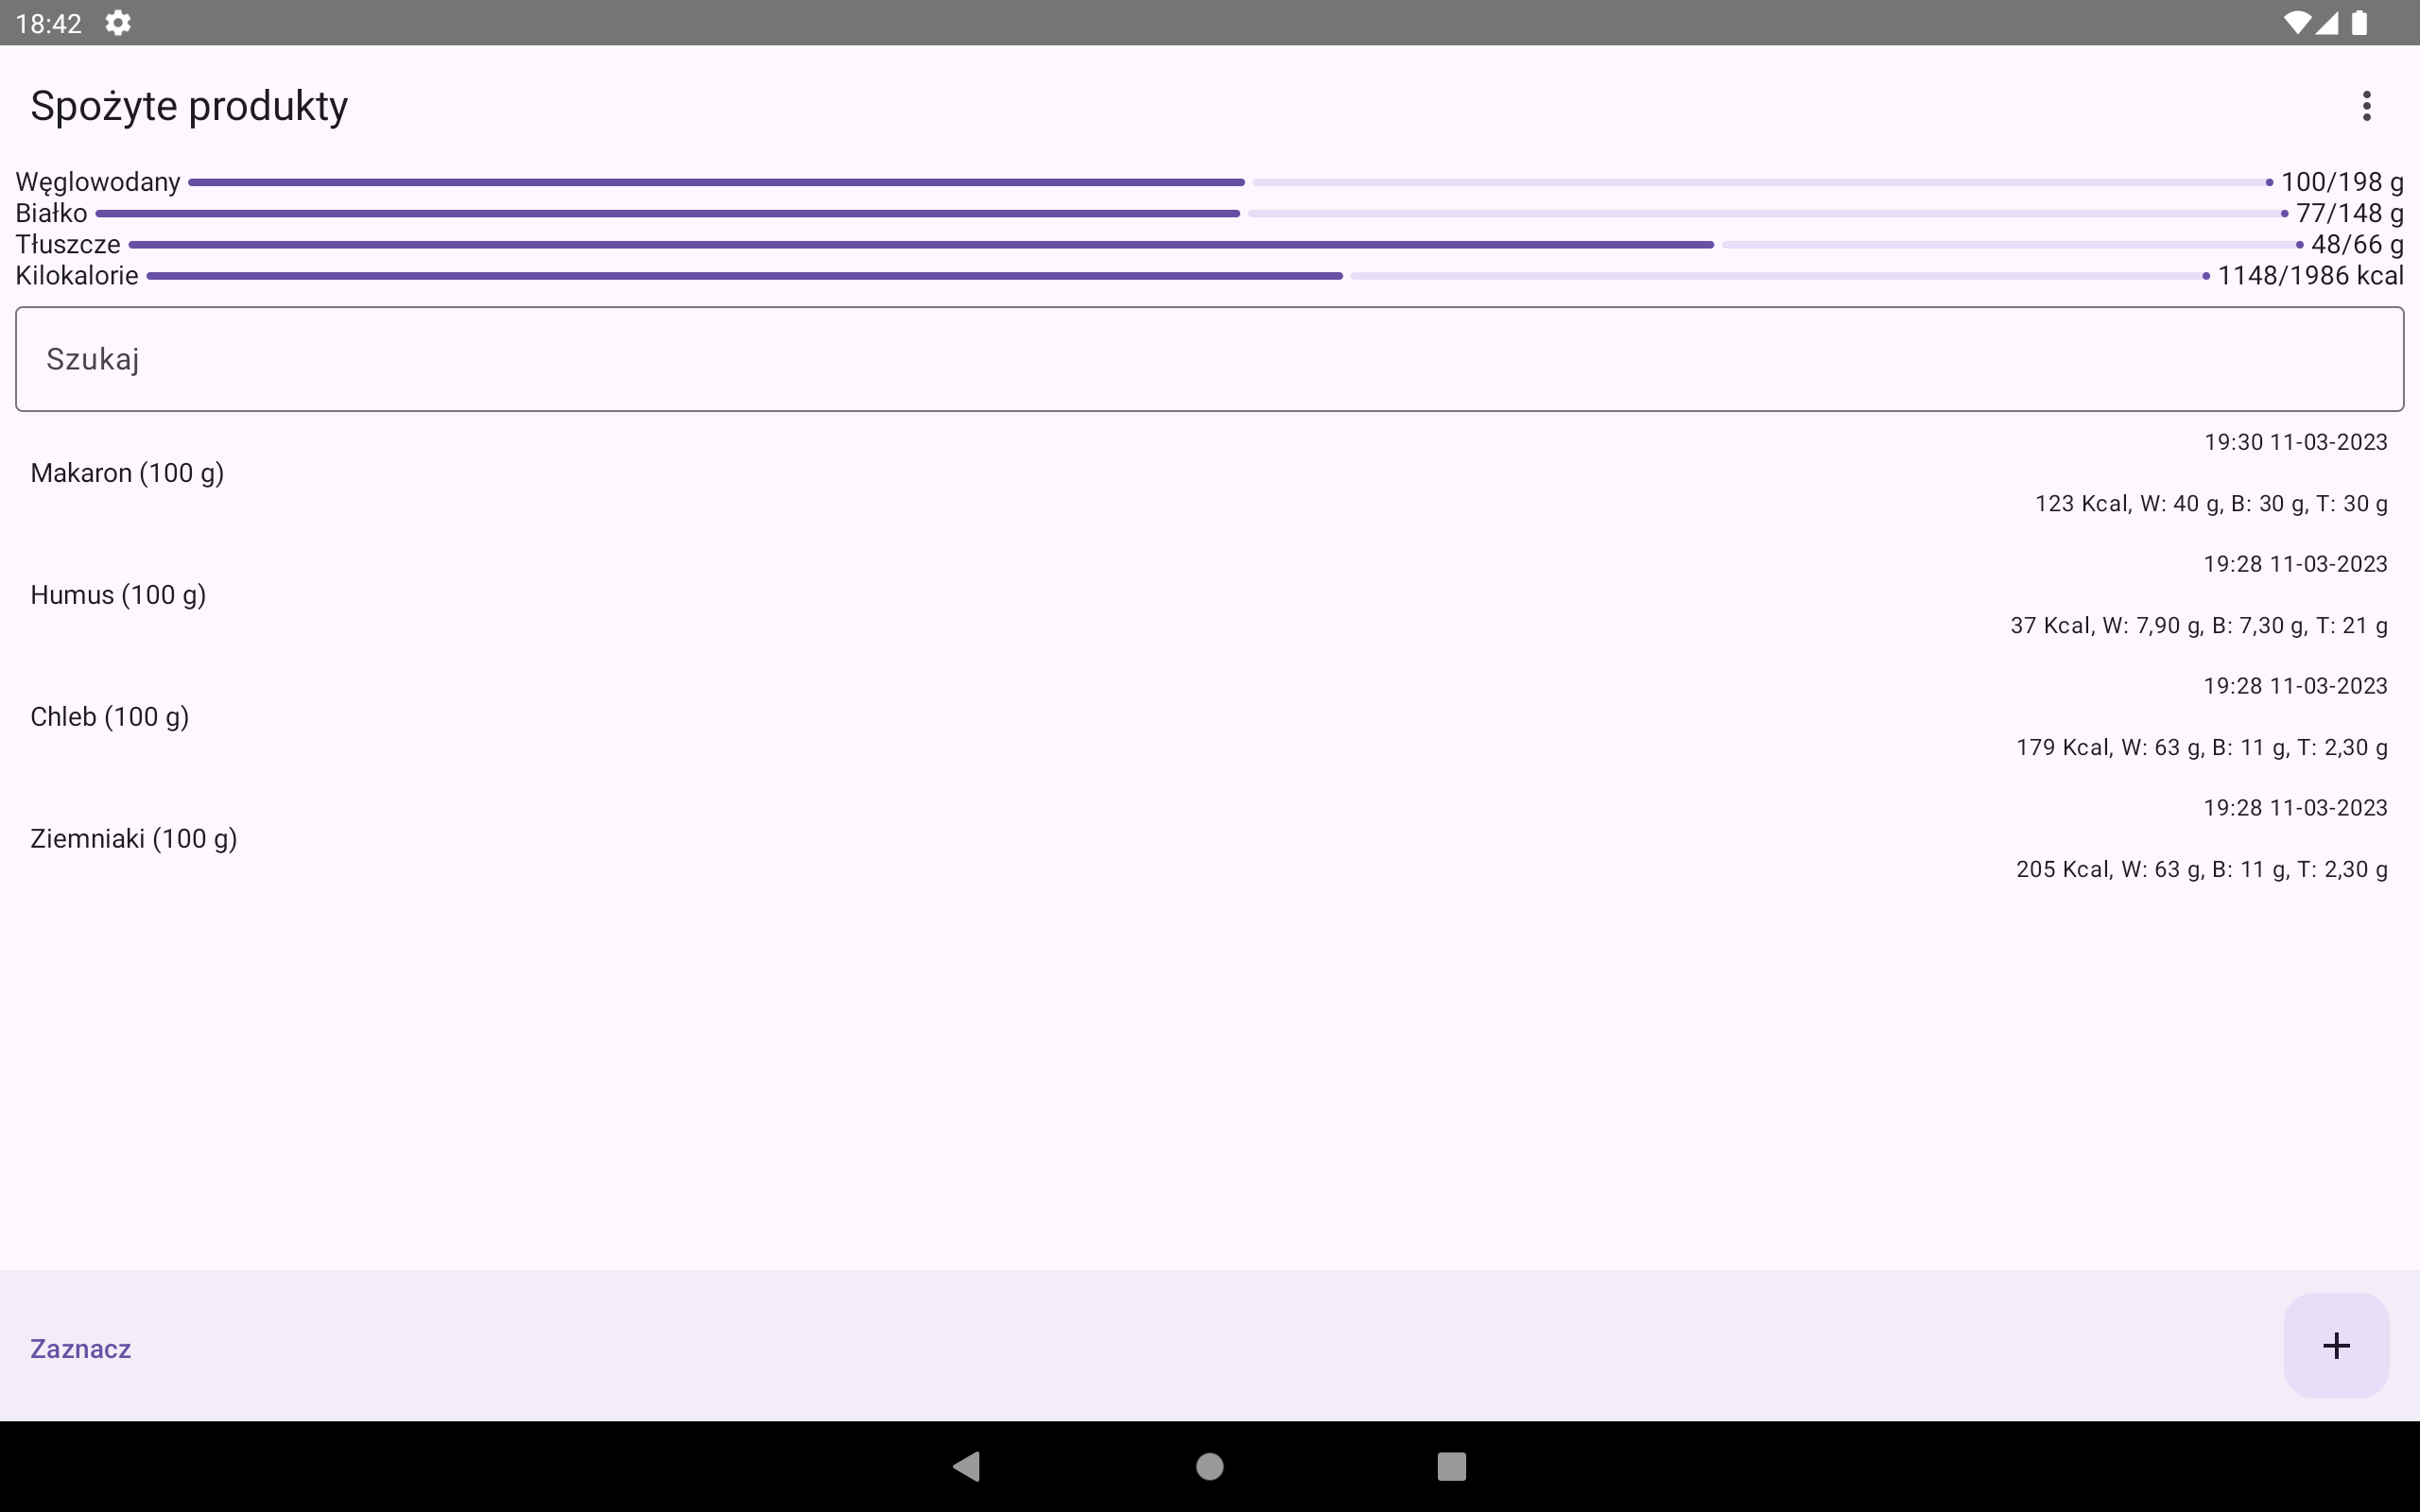 18:42
Spożyte produkty
Węglowodany 100/198 g
Białko 77/148 g
Tłuszcze 48/66 g
Kilokalorie 1148/1986 kcal
Szukaj
19:30 11-03-2023
Makaron (100 g)
123 Kcal, W: 40 g, B: 30 g, T: 30 g
19:28 11-03-2023
Humus (100 g)
37 Kcal, W: 7,90 g, B: 7,30 g, T: 21 g
19:28 11-03-2023
Chleb (100 g)
179 Kcal, W: 63 g, B: 11 g, T: 2,30 g
19:28 11-03-2023
Ziemniaki (100 g)
205 Kcal, W: 63 g, B: 11 g, T: 2,30 g
Zaznacz